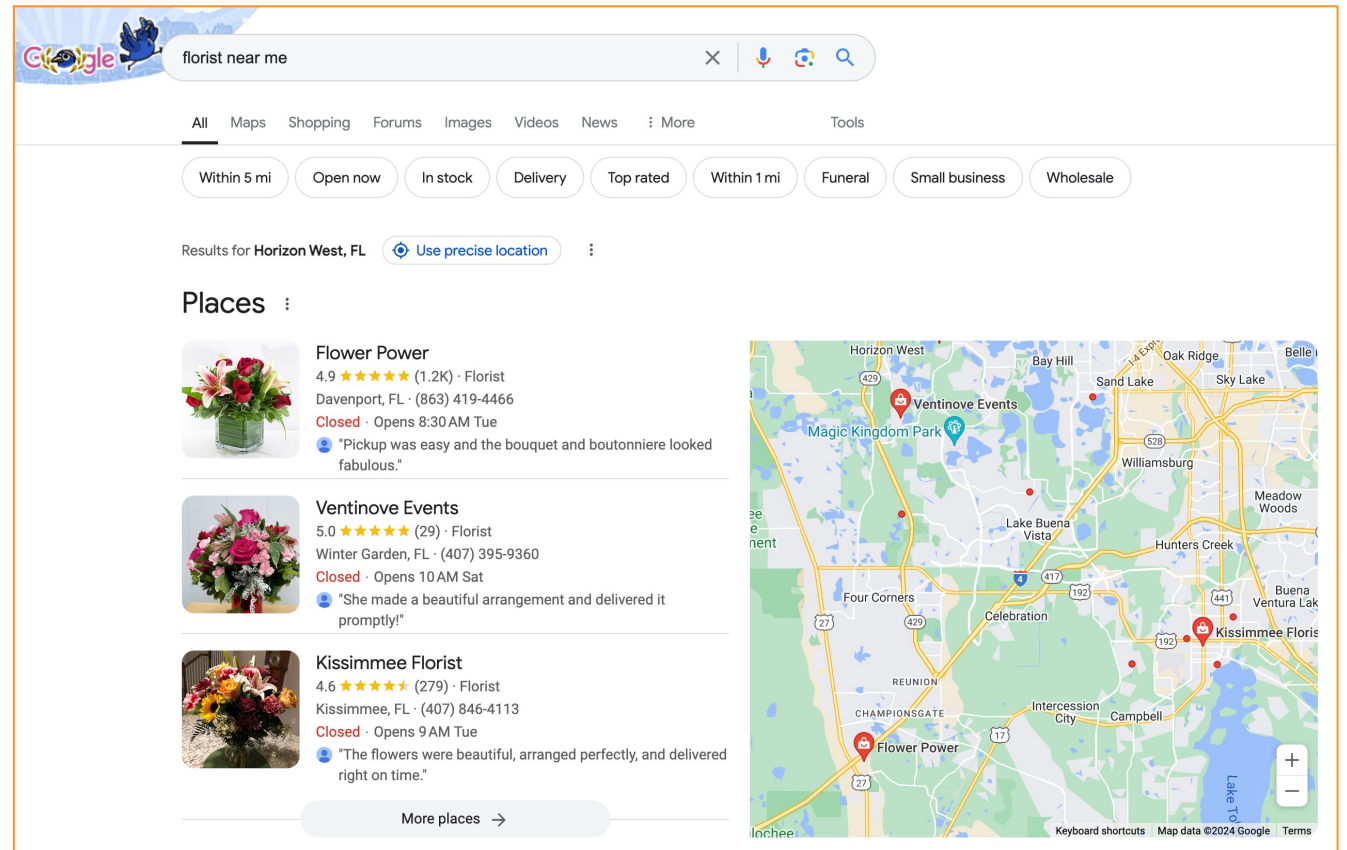 Google
florist near me
All Maps Shopping Forums Images Videos News More Tools
Within 5 mi Open now In stock Delivery Top rated Within 1 mi Funeral Small business Wholesale
Results for Horizon West, FL Use precise location
Places
Flower Power
4.9 (1.2K) · Florist
Davenport, FL · (863) 419-4466
Closed · Opens 8:30 AM Tue
"Pickup was easy and the bouquet and boutonniere looked
fabulous."
Ventinove Events
5.0 (29) · Florist
Winter Garden, FL · (407) 395-9360
Closed · Opens 10 AM Sat
"She made a beautiful arrangement and delivered it
promptly!"
Kissimmee Florist
4.6 (279) · Florist
Kissimmee, FL · (407) 846-4113
Closed · Opens 9 AM Tue
"The flowers were beautiful, arranged perfectly, and delivered
right on time."
More places
Horizon West
Bay Hill
I-4 Expr
Oak Ridge
Belle
Sand Lake
Sky Lake
429
Ventinove Events
Magic Kingdom Park
528
Williamsburg
Meadow
Woods
Lake Buena
Vista
Hunters Creek
4
417
192
441
Buena
Ventura Lak
Four Corners
27
429
Celebration
192
Kissimmee Floris
REUNION
CHAMPIONSGATE
Intercession
City
Campbell
17
Flower Power
27
Lake To
lochee
Keyboard shortcuts Map data ©2024 Google Terms